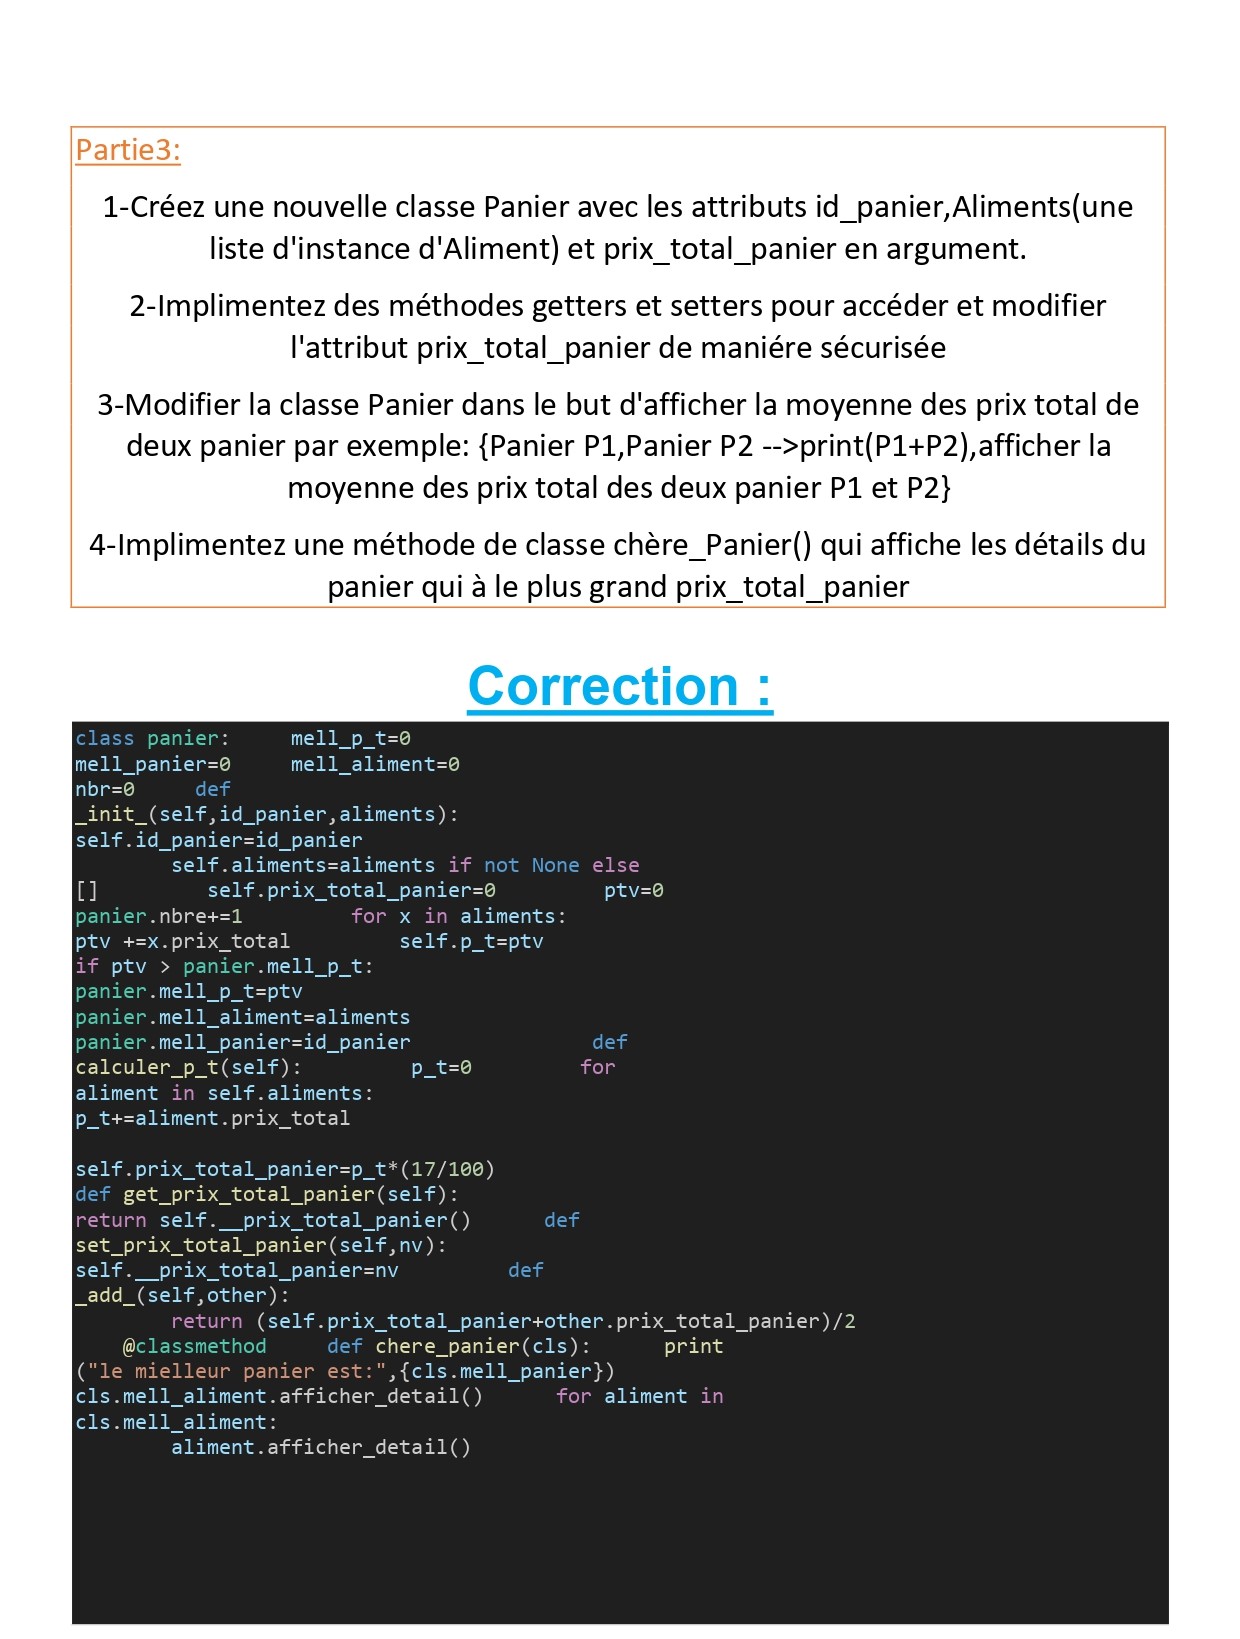 Partie3:
1-Créez une nouvelle classe Panier avec les attributs id_panier,Aliments(une
liste d'instance d'Aliment) et prix_total_panier en argument.
2-Implimentez des méthodes getters et setters pour accéder et modifier
l'attribut prix_total_panier de maniére sécurisée
3-Modifier la classe Panier dans le but d'afficher la moyenne des prix total de
deux panier par exemple: {Panier P1,Panier P2 -->print(P1+P2),afficher la
moyenne des prix total des deux panier P1 et P2}
4-Implimentez une méthode de classe chère_Panier() qui affiche les détails du
panier qui à le plus grand prix_total_panier
Correction :
class panier:     mell_p_t=0
mell_panier=0     mell_aliment=0
nbr=0     def
_init_(self,id_panier,aliments):
self.id_panier=id_panier
        self.aliments=aliments if not None else
[]         self.prix_total_panier=0         ptv=0
panier.nbre+=1         for x in aliments:
ptv +=x.prix_total         self.p_t=ptv
if ptv > panier.mell_p_t:
panier.mell_p_t=ptv
panier.mell_aliment=aliments
panier.mell_panier=id_panier               def
calculer_p_t(self):         p_t=0         for
aliment in self.aliments:
p_t+=aliment.prix_total
self.prix_total_panier=p_t*(17/100)
def get_prix_total_panier(self):
return self.__prix_total_panier()      def
set_prix_total_panier(self,nv):
self.__prix_total_panier=nv         def
_add_(self,other):
        return (self.prix_total_panier+other.prix_total_panier)/2
    @classmethod     def chere_panier(cls):      print
("le mielleur panier est:",{cls.mell_panier})
cls.mell_aliment.afficher_detail()      for aliment in
cls.mell_aliment:
        aliment.afficher_detail()